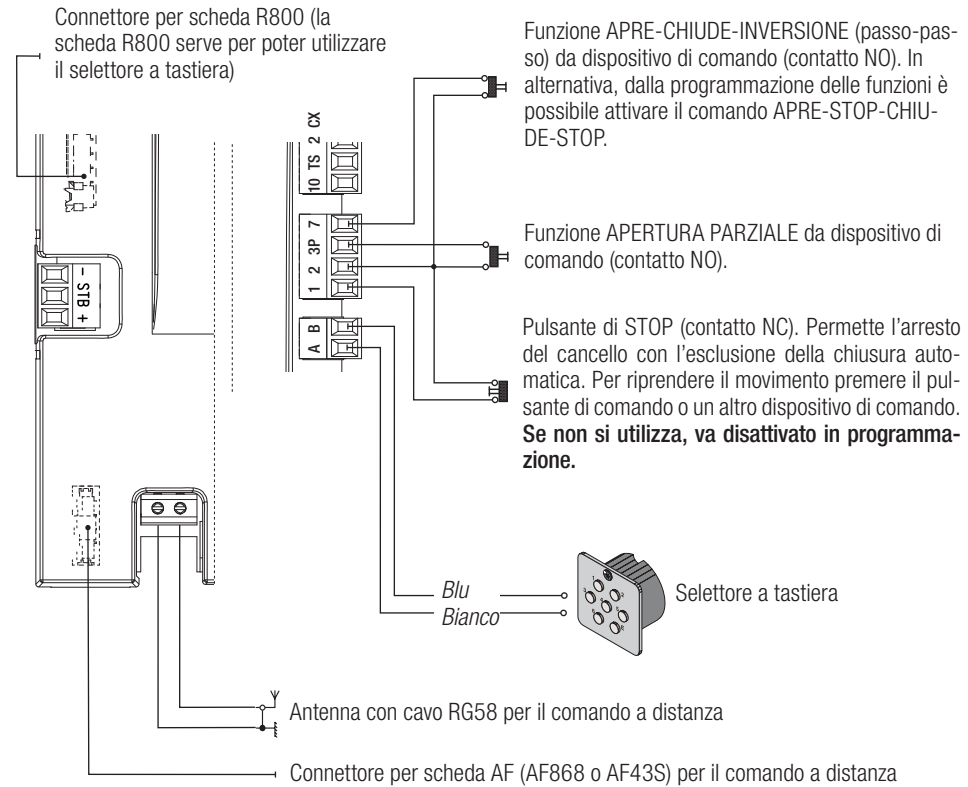 Connettore per scheda R800 (la
scheda R800 serve per poter utilizzare
il selettore a tastiera)
Funzione APRE-CHIUDE-INVERSIONE (passo-pas-
so) da dispositivo di comando (contatto NO). In
alternativa, dalla programmazione delle funzioni è
possibile attivare il comando APRE-STOP-CHIU-
DE-STOP.
10 TS 2 CX
1 2 3P 7
A B
- STB +
Funzione APERTURA PARZIALE da dispositivo di
comando (contatto NO).
Pulsante di STOP (contatto NC). Permette l'arresto
del cancello con l'esclusione della chiusura auto-
matica. Per riprendere il movimento premere il pul-
sante di comando o un altro dispositivo di comando.
Se non si utilizza, va disattivato in programma-
zione.
Blu
Bianco
Selettore a tastiera
Antenna con cavo RG58 per il comando a distanza
Connettore per scheda AF (AF868 o AF43S) per il comando a distanza